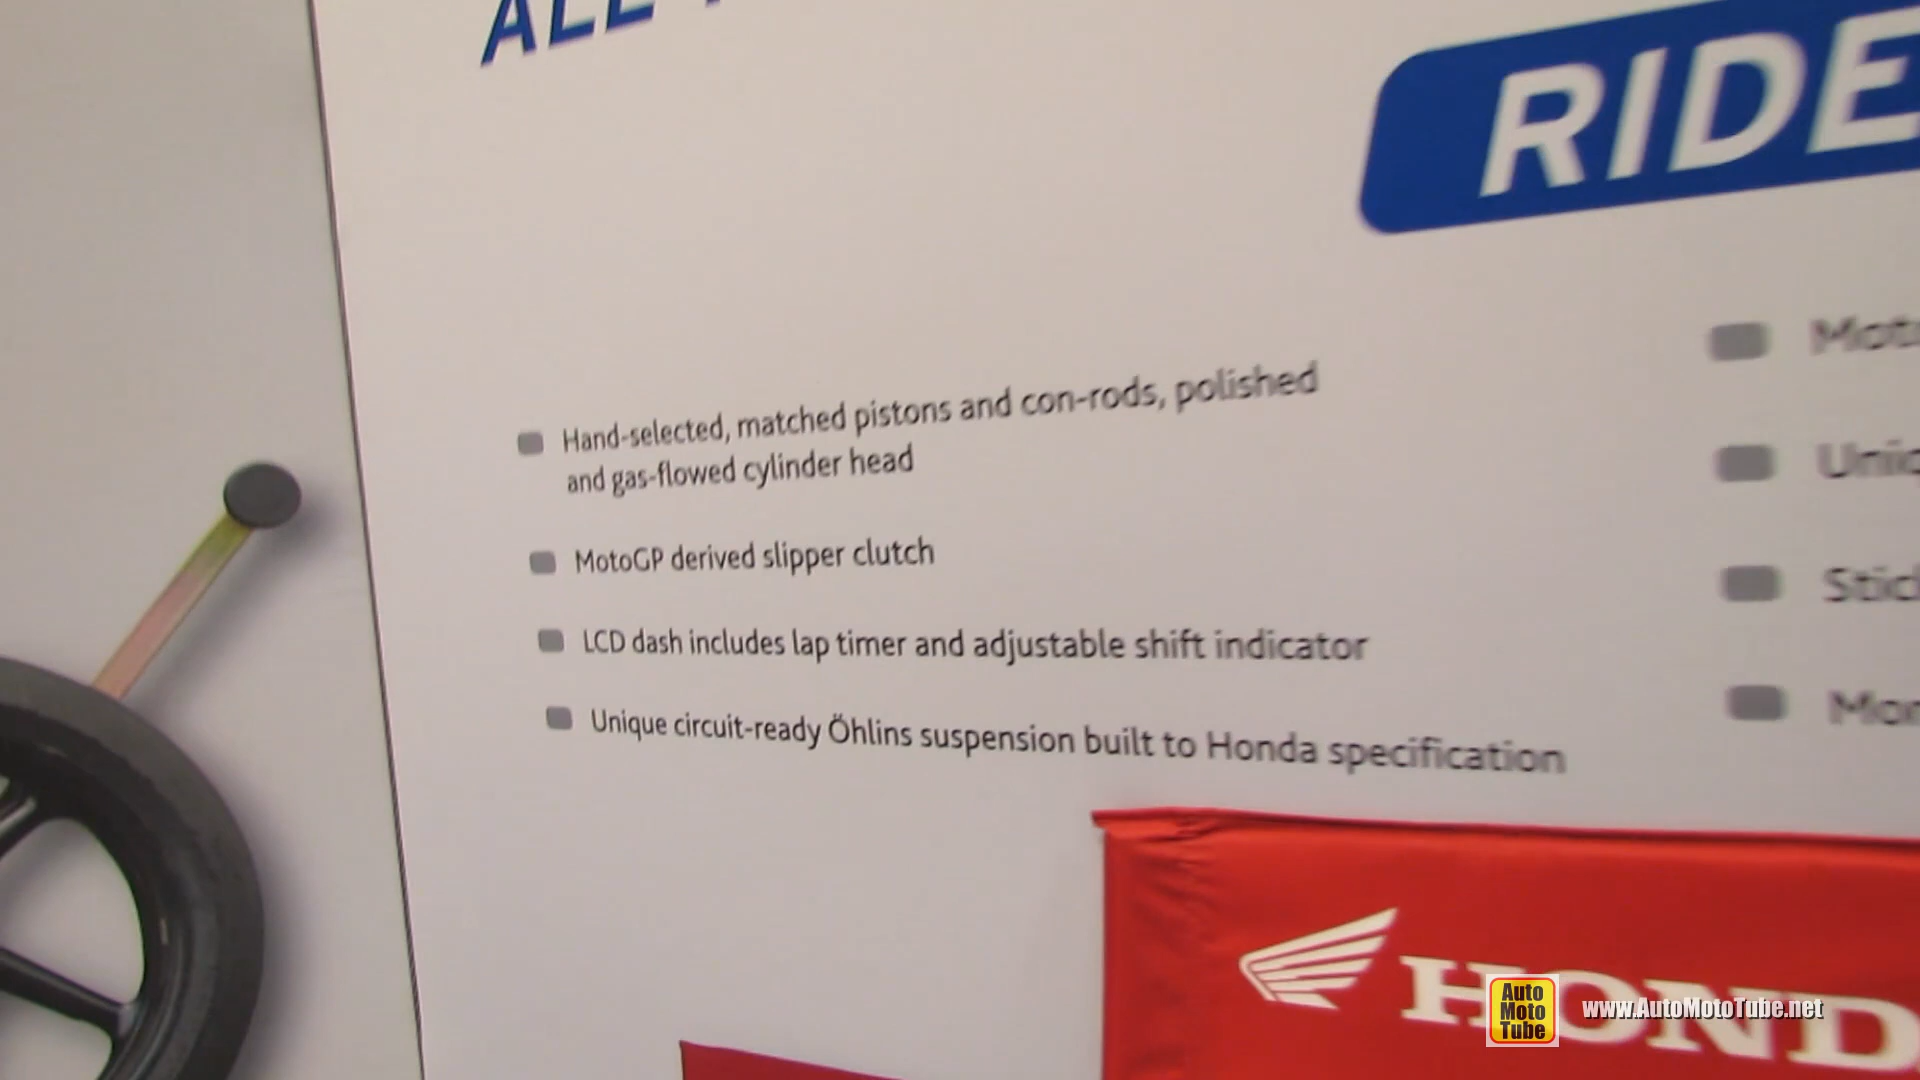 ALL
RIDE
Hand-selected, matched pistons and con-rods, polished
and gas-flowed cylinder head
MotoGP derived slipper clutch
LCD dash includes lap timer and adjustable shift indicator
Unique circuit-ready Öhlins suspension built to Honda specification
HOND
Auto
Moto
Tube
www.AutoMotoTube.net